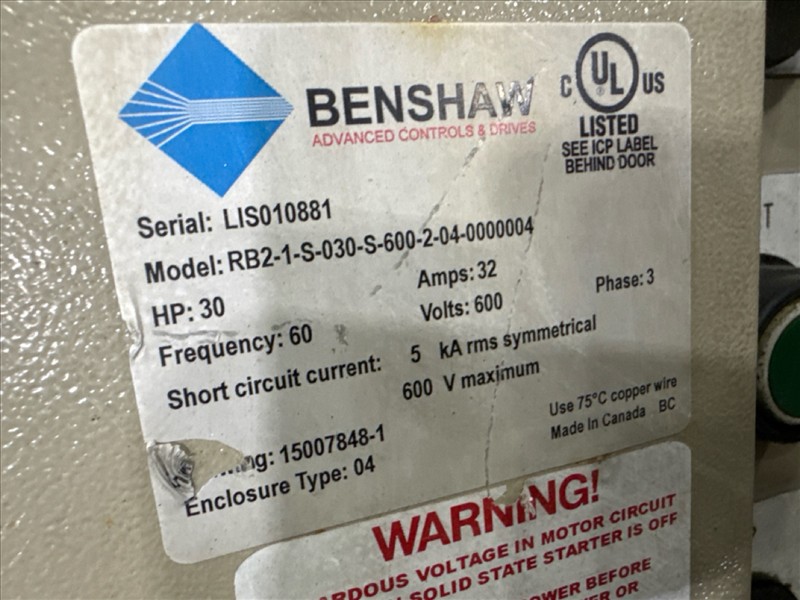 BENSHAW
ADVANCED CONTROLS & DRIVES
C UL US
®
LISTED
SEE ICP LABEL
BEHIND DOOR
Serial: LIS010881
Model: RB2-1-S-030-S-600-2-04-0000004
HP: 30 Amps: 32
Frequency: 60 Volts: 600 Phase: 3
Short circuit current: 5 kA rms symmetrical
600 V maximum
Use 75°C copper wire
Made In Canada BC
15007848-1
Enclosure Type: 04
WARNING!
VOLTAGE IN MOTOR CIRCUIT
SOLID STATE STARTER IS OFF
BEFORE
OR
T